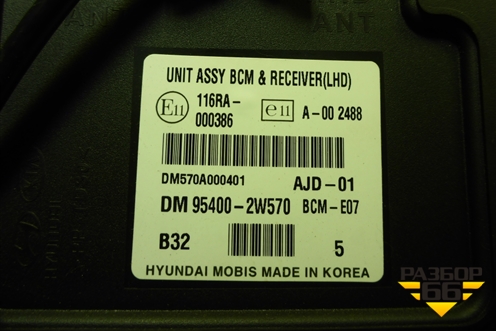 ANT
UNIT ASSY BCM & RECEIVER(LHD)
E11 116RA-000386 e11 A-00 2488
DM570A000401 AJD-01
DM 95400-2W570 BCM-E07
B32 5
HYUNDAI MOBIS MADE IN KOREA
РАЗБОР
66